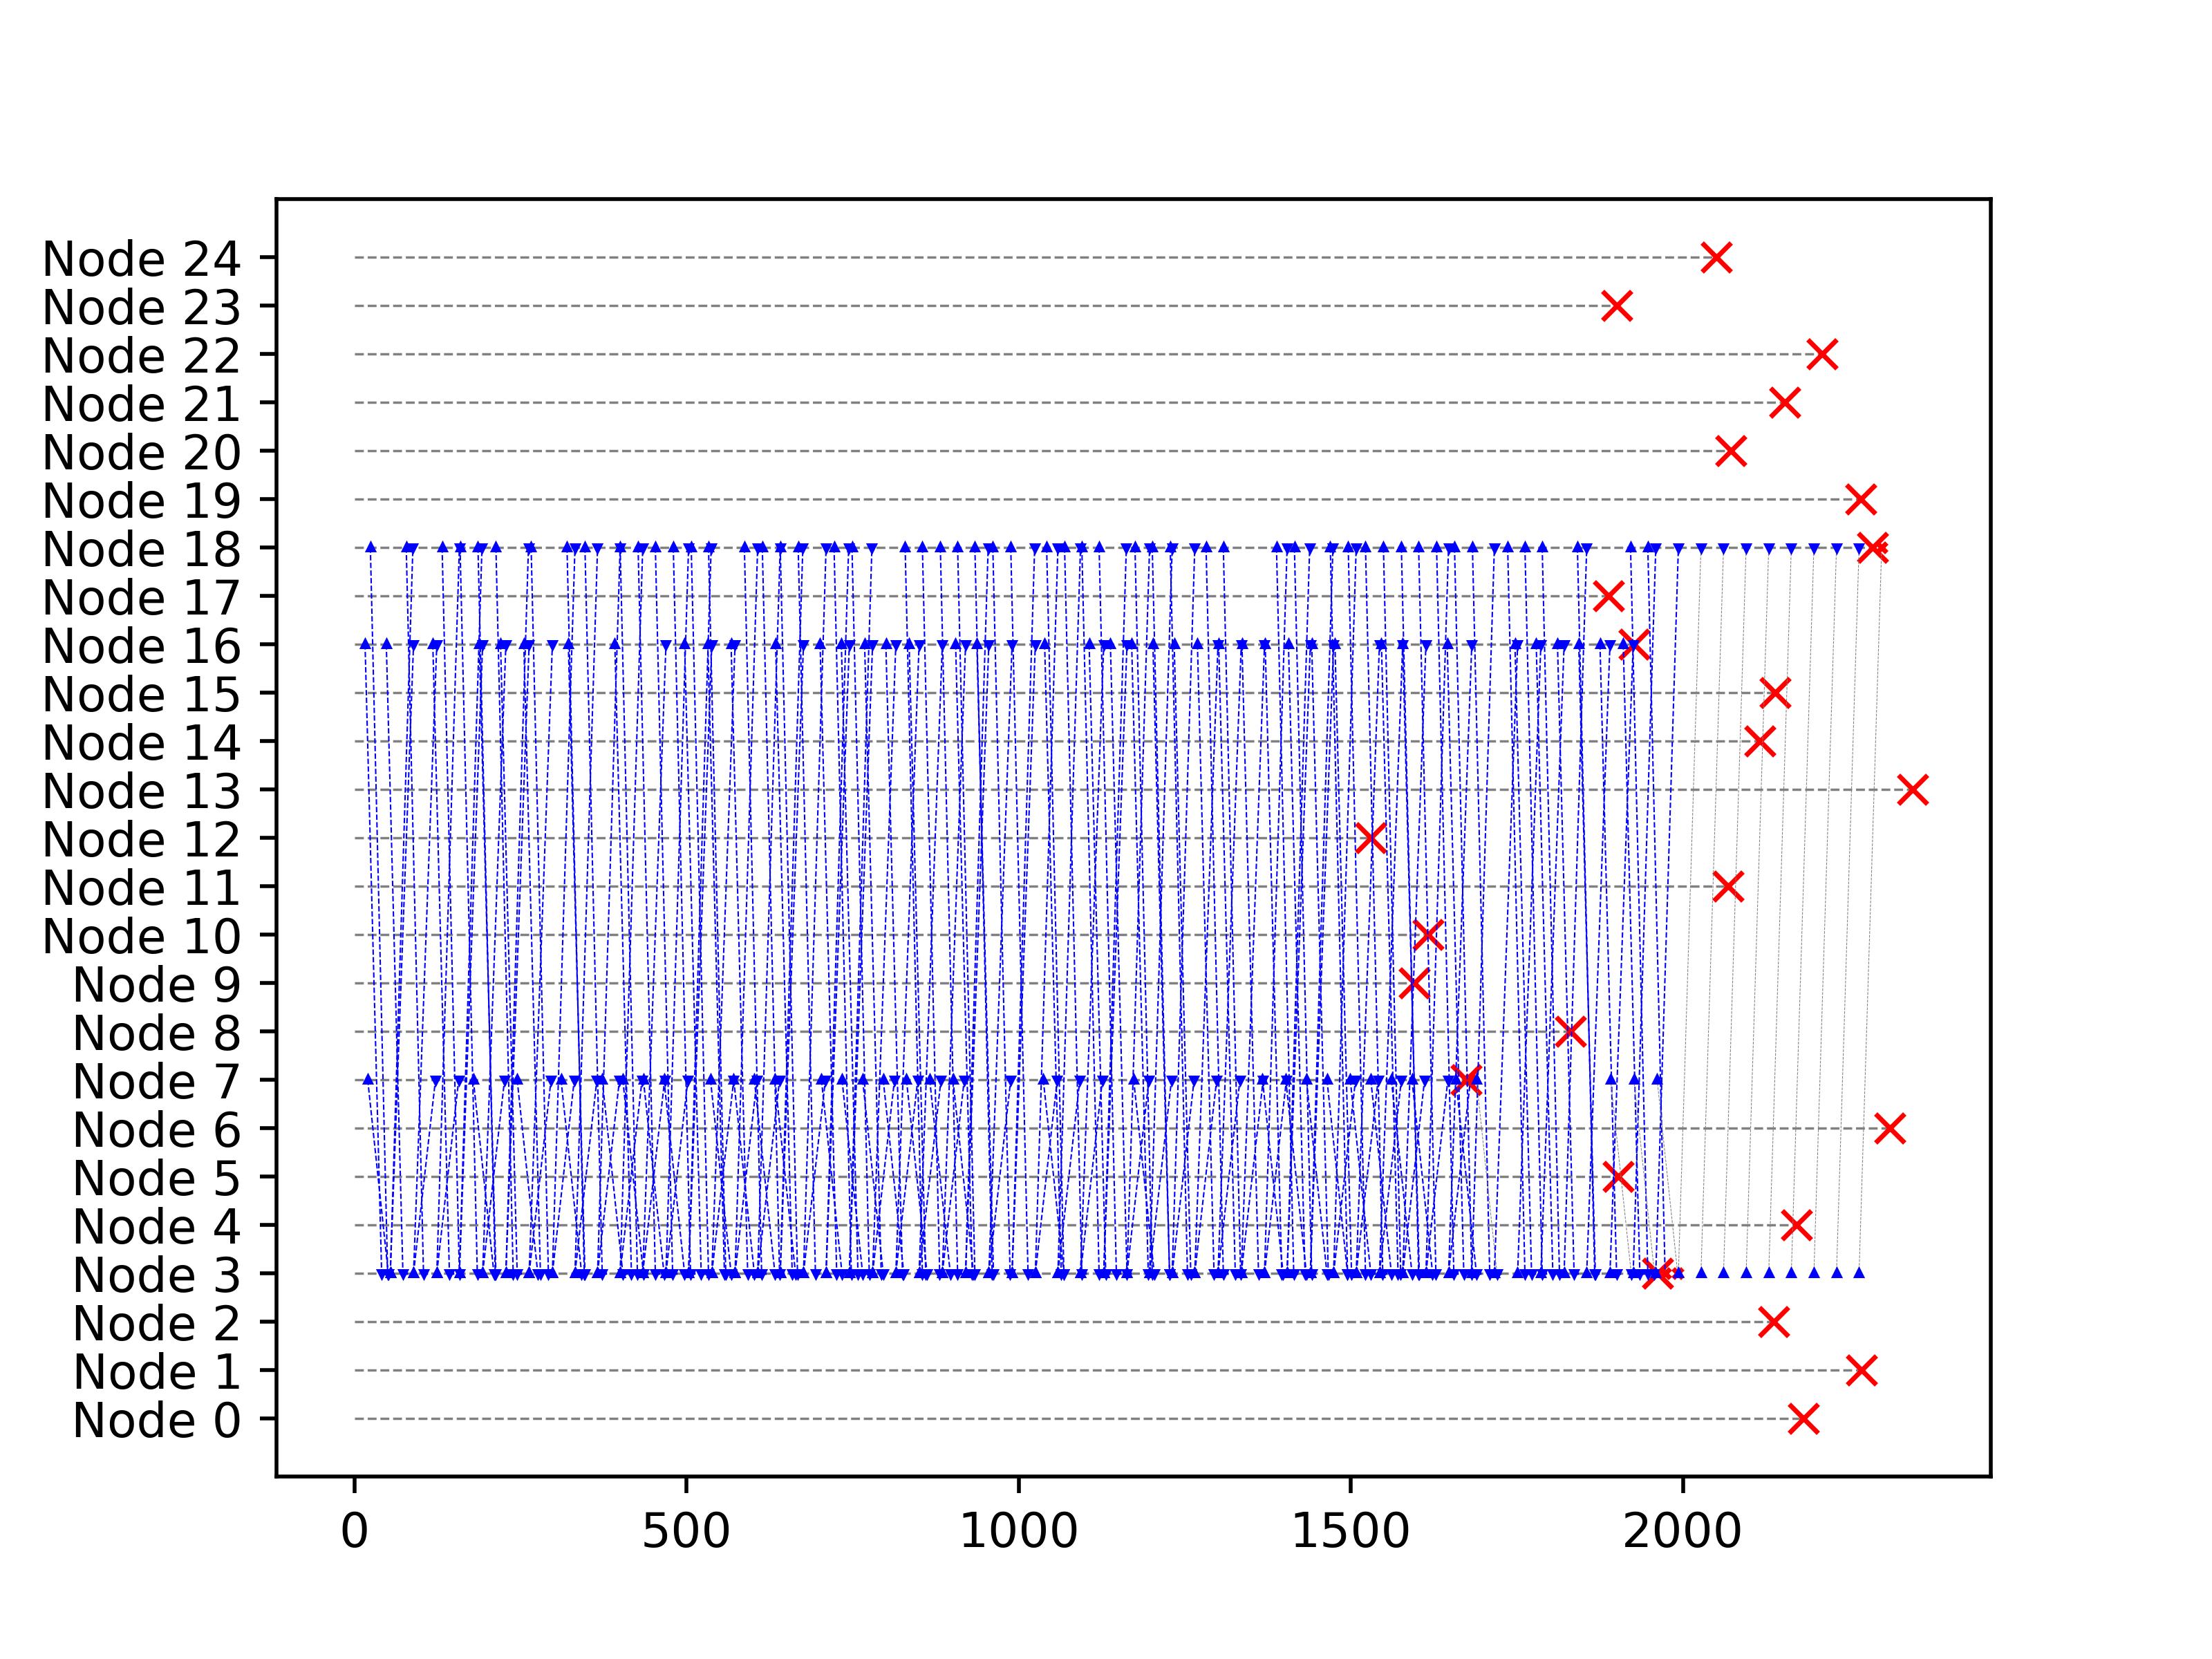 Node 24
Node 23
Node 22
Node 21
Node 20
Node 19
Node 18
Node 17
Node 16
Node 15
Node 14
Node 13
Node 12
Node 11
Node 10
Node 9
Node 8
Node 7
Node 6
Node 5
Node 4
Node 3
Node 2
Node 1
Node 0
0 500 1000 1500 2000